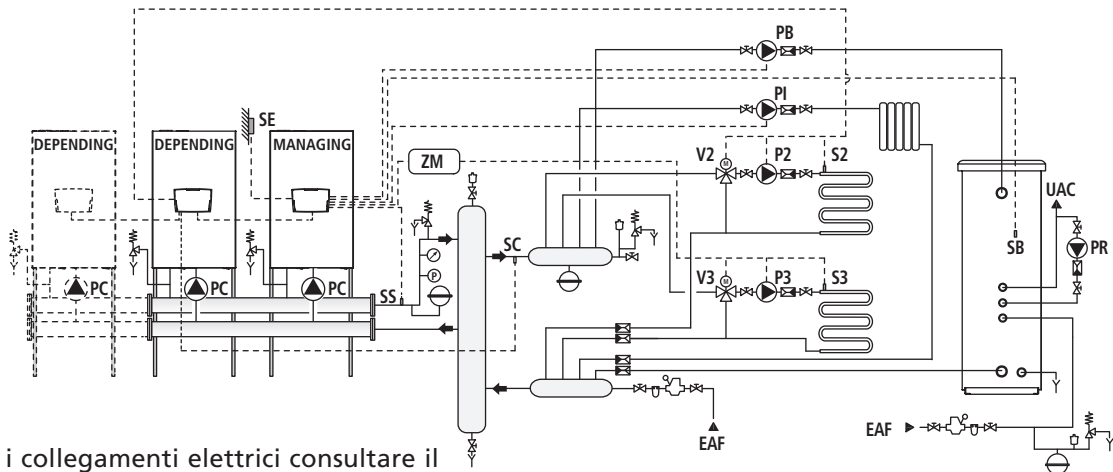 PB
PI
SE
DEPENDING DEPENDING MANAGING
ZM
V2 P2 S2
UAC
SC
SB PR
V3 P3 S3
PC PC PC SS
P
M
M
EAF
EAF
i collegamenti elettrici consultare il